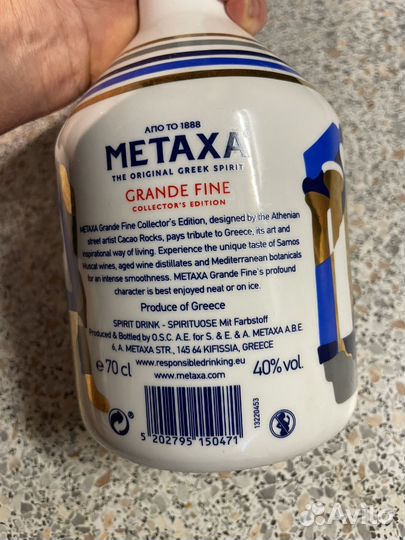 ΑΠΟ ΤΟ 1888
METAXA
THE ORIGINAL GREEK SPIRIT
GRANDE FINE
COLLECTOR'S EDITION
METAXA Grande Fine Collector's Edition, designed by the Athenian
street artist Cacao Rocks, pays tribute to Greece, its art and
inspirational way of living. Experience the unique taste of Samos
Muscat wines, aged wine distillates and Mediterranean botanicals
for an intense smoothness. METAXA Grande Fine's profound
character is best enjoyed neat or on ice.
Produce of Greece
SPIRIT DRINK - SPIRITUOSE Mit Farbstoff
Produced & Bottled by O.S.C. A.E. for S. & E. & A. METAXA A.B.E.
6, A. METAXA STR., 145 64 KIFISSIA, GREECE
www.responsibledrinking.eu
www.metaxa.com
e 70 cl
40% vol.
5 202795 150471
13220453
Avito